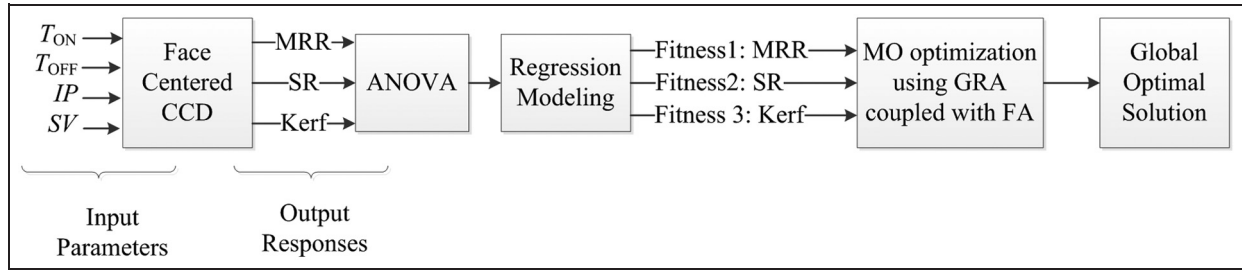 TON
TOFF
IP
SV
Face
Centered
CCD
MRR
SR
Kerf
ANOVA
Regression
Modeling
Fitness1: MRR
Fitness2: SR
Fitness 3: Kerf
MO optimization
using GRA
coupled with FA
Global
Optimal
Solution
Input
Parameters
Output
Responses